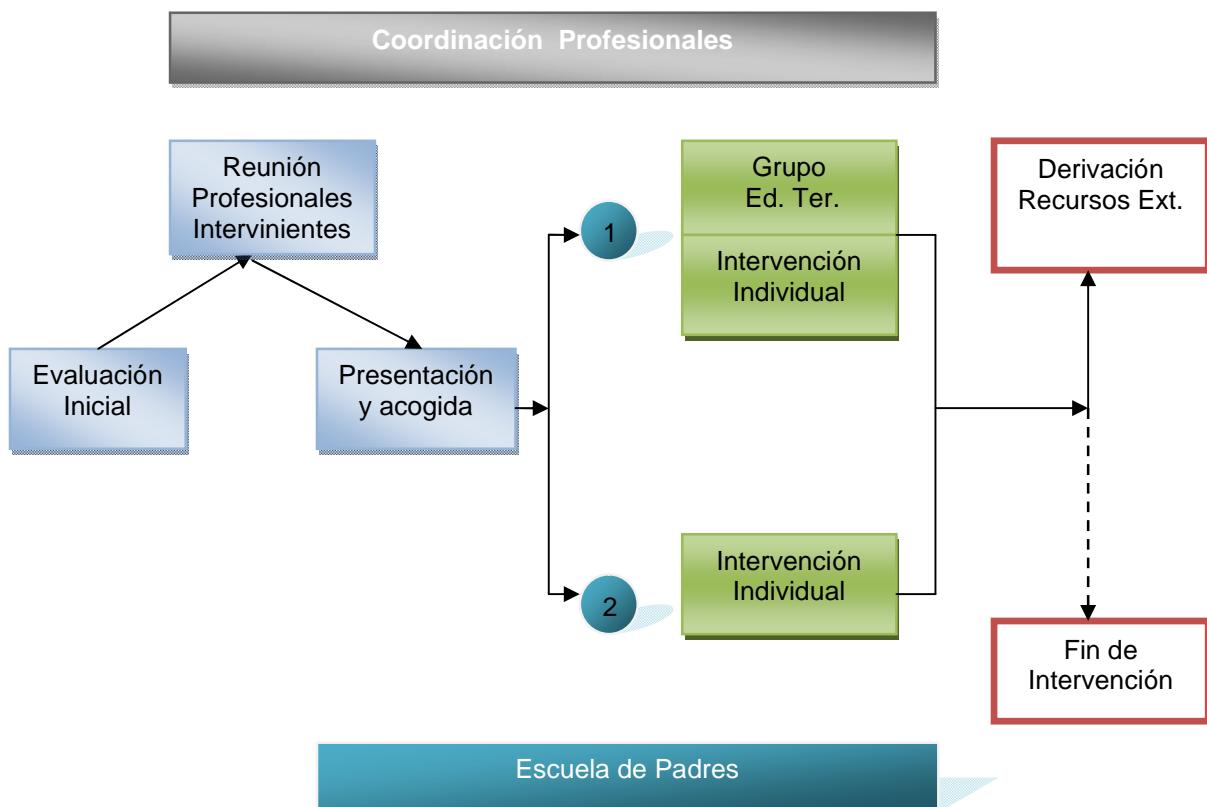 Coordinación Profesionales
Reunión
Profesionales
Intervinientes
Evaluación
Inicial
Presentación
y acogida
1
Grupo
Ed. Ter.
Intervención
Individual
2
Intervención
Individual
Derivación
Recursos Ext.
Fin de
Intervención
Escuela de Padres